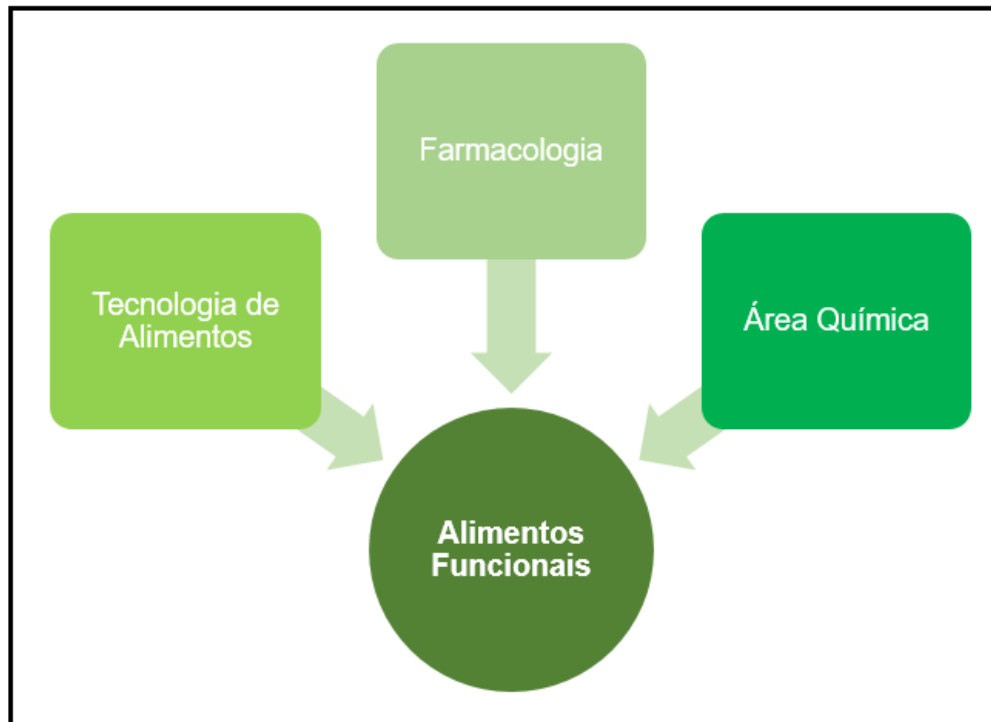 Farmacologia
Tecnologia de
Alimentos
Área Química
Alimentos
Funcionais